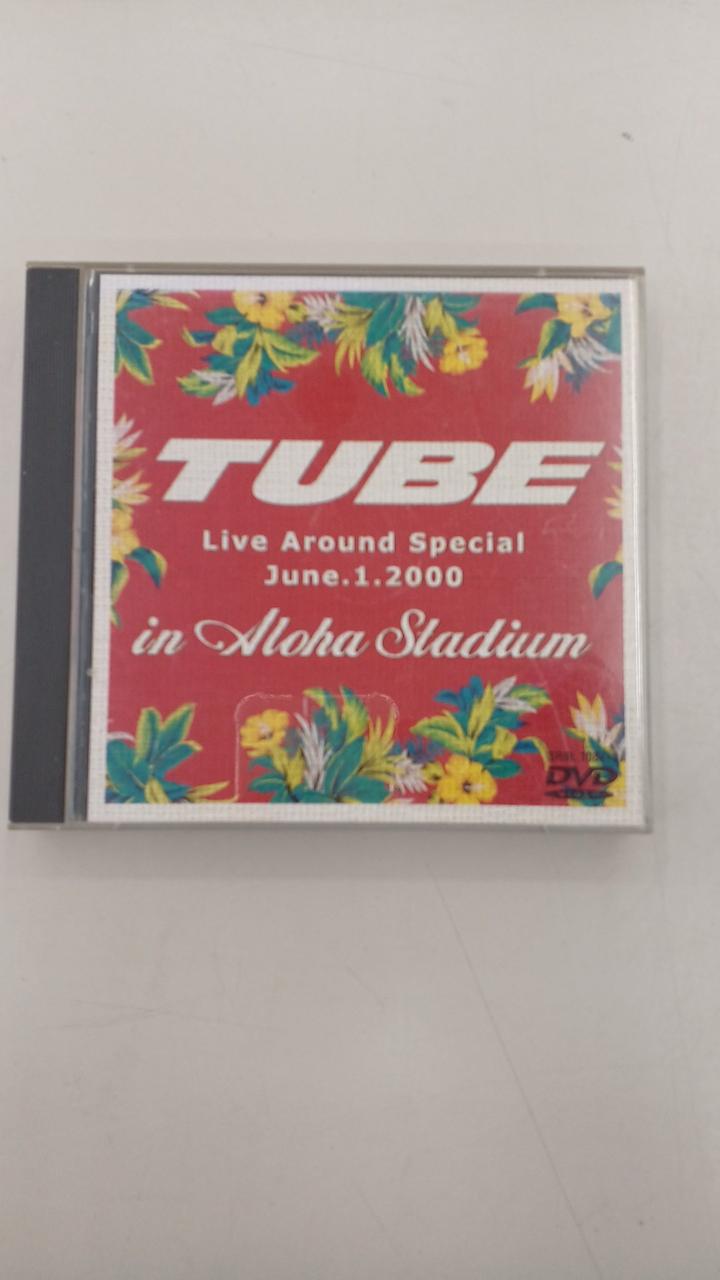 TUBE
Live Around Special
June.1.2000
in Aloha Stadium
DVD